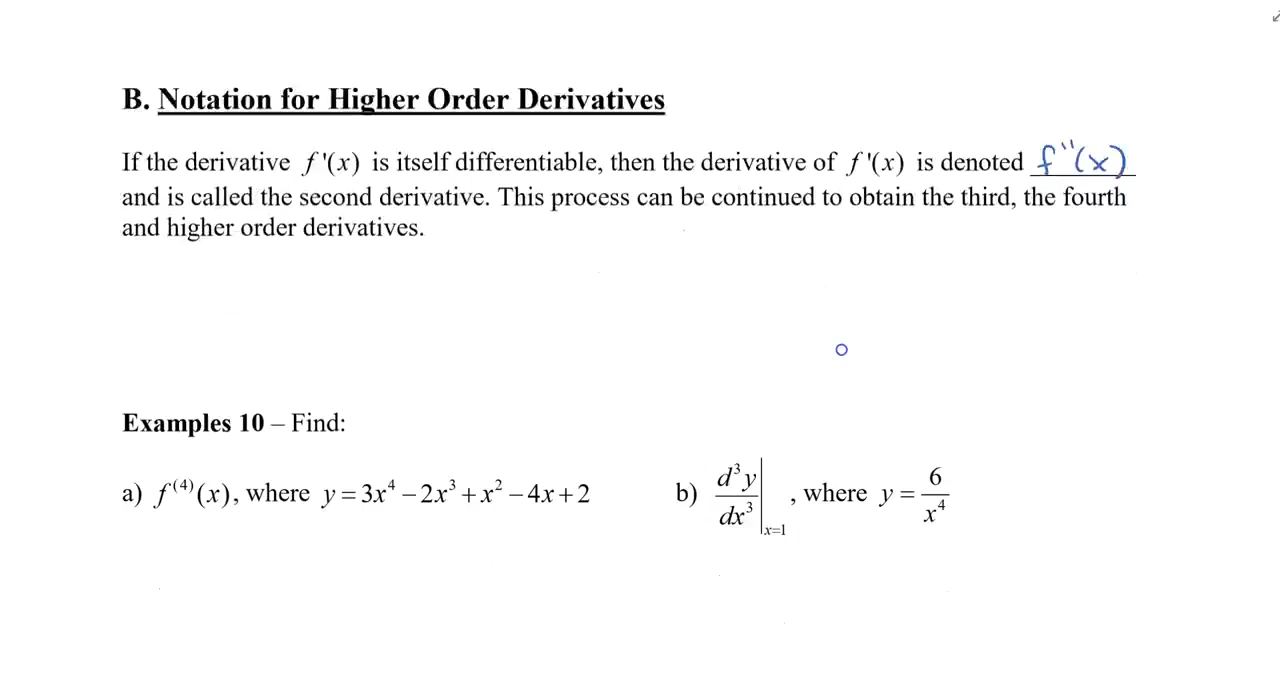 B. Notation for Higher Order Derivatives
If the derivative f '(x) is itself differentiable, then the derivative of f '(x) is denoted f''(x)
and is called the second derivative. This process can be continued to obtain the third, the fourth
and higher order derivatives.
Examples 10 – Find:
a) f⁽⁴⁾(x), where y = 3x⁴ – 2x³ + x² – 4x + 2
b) d³y/dx³ |ₓ₌₁ , where y = 6/x⁴